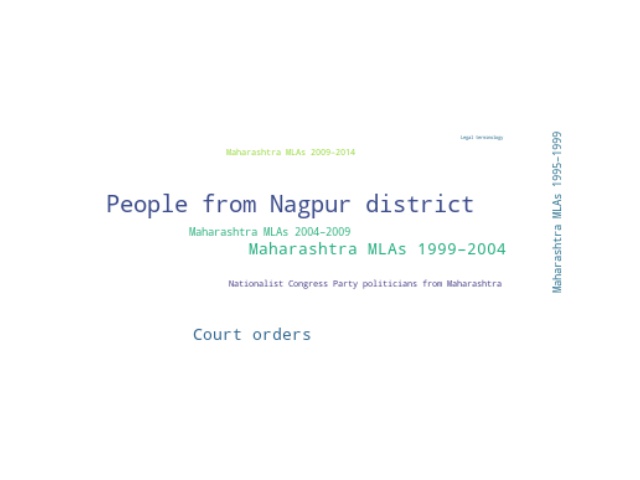 Legal terminology
Maharashtra MLAs 2009–2014
Maharashtra MLAs 1995–1999
People from Nagpur district
Maharashtra MLAs 2004–2009
Maharashtra MLAs 1999–2004
Nationalist Congress Party politicians from Maharashtra
Court orders